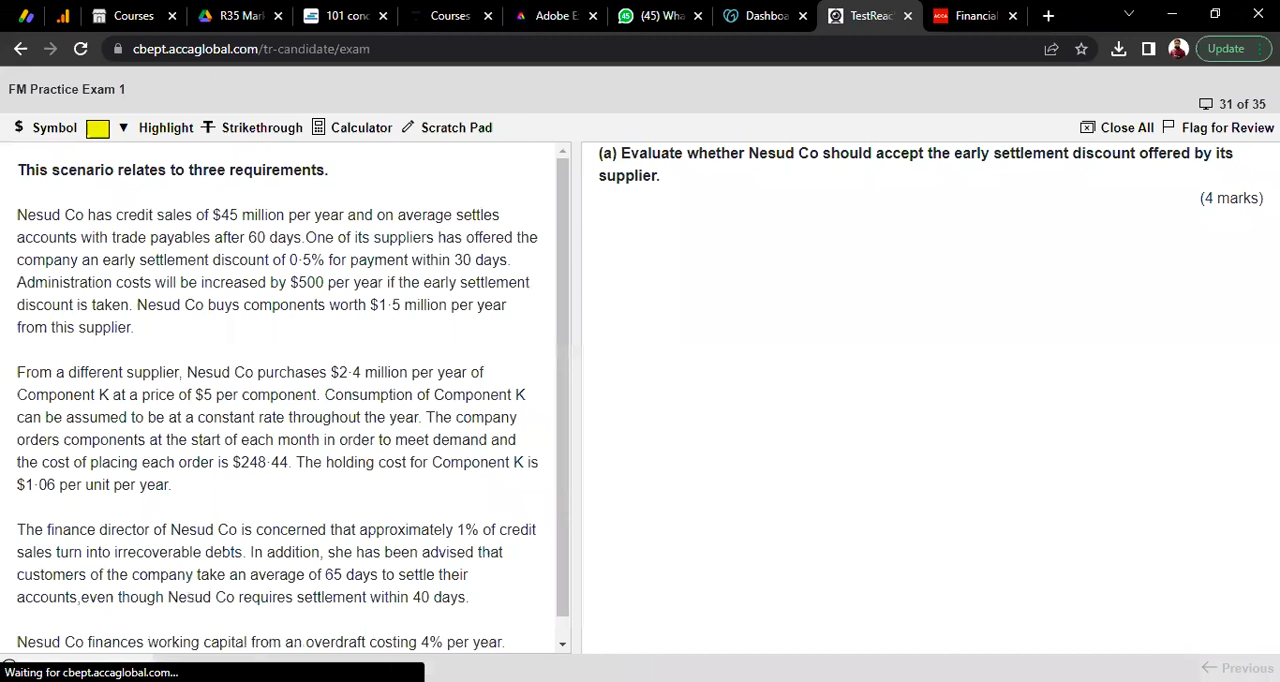 Courses
R35 Mar
101 con
Courses
Adobe E
(45) Wha
Dashboa
TestReac
Financial
cbept.accaglobal.com/tr-candidate/exam
Update
FM Practice Exam 1
31 of 35
$ Symbol
Highlight
T Strikethrough
Calculator
Scratch Pad
Close All
Flag for Review
This scenario relates to three requirements.
Nesud Co has credit sales of $45 million per year and on average settles
accounts with trade payables after 60 days.One of its suppliers has offered the
company an early settlement discount of 0·5% for payment within 30 days.
Administration costs will be increased by $500 per year if the early settlement
discount is taken. Nesud Co buys components worth $1·5 million per year
from this supplier.
From a different supplier, Nesud Co purchases $2·4 million per year of
Component K at a price of $5 per component. Consumption of Component K
can be assumed to be at a constant rate throughout the year. The company
orders components at the start of each month in order to meet demand and
the cost of placing each order is $248·44. The holding cost for Component K is
$1·06 per unit per year.
The finance director of Nesud Co is concerned that approximately 1% of credit
sales turn into irrecoverable debts. In addition, she has been advised that
customers of the company take an average of 65 days to settle their
accounts,even though Nesud Co requires settlement within 40 days.
Nesud Co finances working capital from an overdraft costing 4% per year.
(a) Evaluate whether Nesud Co should accept the early settlement discount offered by its
supplier.
(4 marks)
Waiting for cbept.accaglobal.com...
Previous